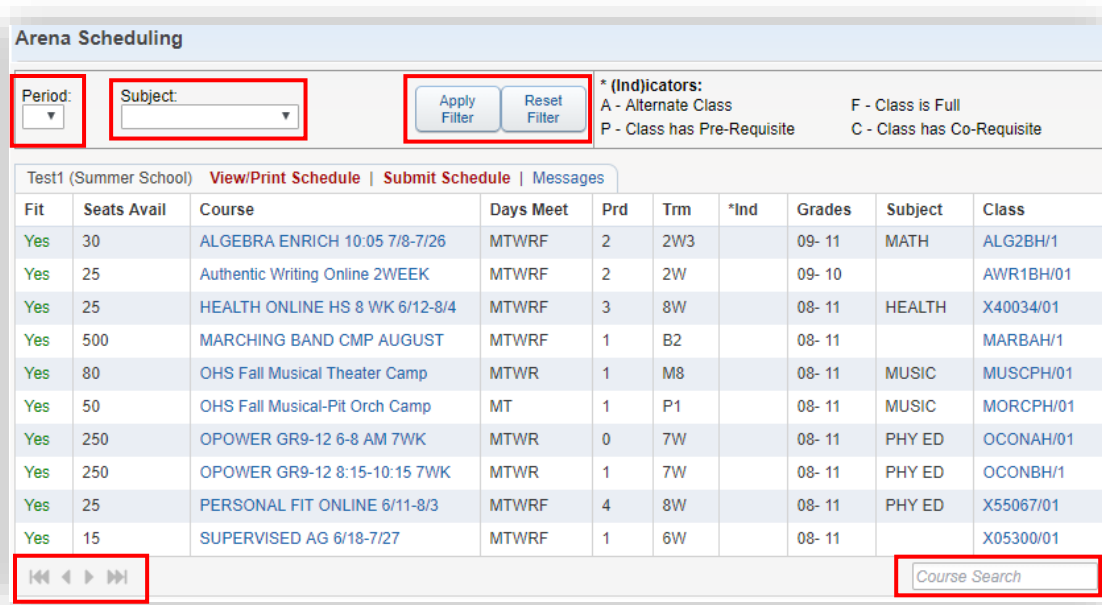 Arena Scheduling
Period: Subject: Apply Filter Reset Filter
* (Ind)icators:
A - Alternate Class F - Class is Full
P - Class has Pre-Requisite C - Class has Co-Requisite
Test1 (Summer School) View/Print Schedule | Submit Schedule | Messages
Fit Seats Avail Course Days Meet Prd Trm *Ind Grades Subject Class
Yes 30 ALGEBRA ENRICH 10:05 7/8-7/26 MTWRF 2 2W3 09- 11 MATH ALG2BH/1
Yes 25 Authentic Writing Online 2WEEK MTWRF 2 2W 09- 10 AWR1BH/01
Yes 25 HEALTH ONLINE HS 8 WK 6/12-8/4 MTWRF 3 8W 08- 11 HEALTH X40034/01
Yes 500 MARCHING BAND CMP AUGUST MTWRF 1 B2 08- 11 MARBAH/1
Yes 80 OHS Fall Musical Theater Camp MTWR 1 M8 08- 11 MUSIC MUSCPH/01
Yes 50 OHS Fall Musical-Pit Orch Camp MT 1 P1 08- 11 MUSIC MORCPH/01
Yes 250 OPOWER GR9-12 6-8 AM 7WK MTWR 0 7W 08- 11 PHY ED OCONAH/01
Yes 250 OPOWER GR9-12 8:15-10:15 7WK MTWR 1 7W 08- 11 PHY ED OCONBH/1
Yes 25 PERSONAL FIT ONLINE 6/11-8/3 MTWRF 4 8W 08- 11 PHY ED X55067/01
Yes 15 SUPERVISED AG 6/18-7/27 MTWRF 1 6W 08- 11 X05300/01
Course Search